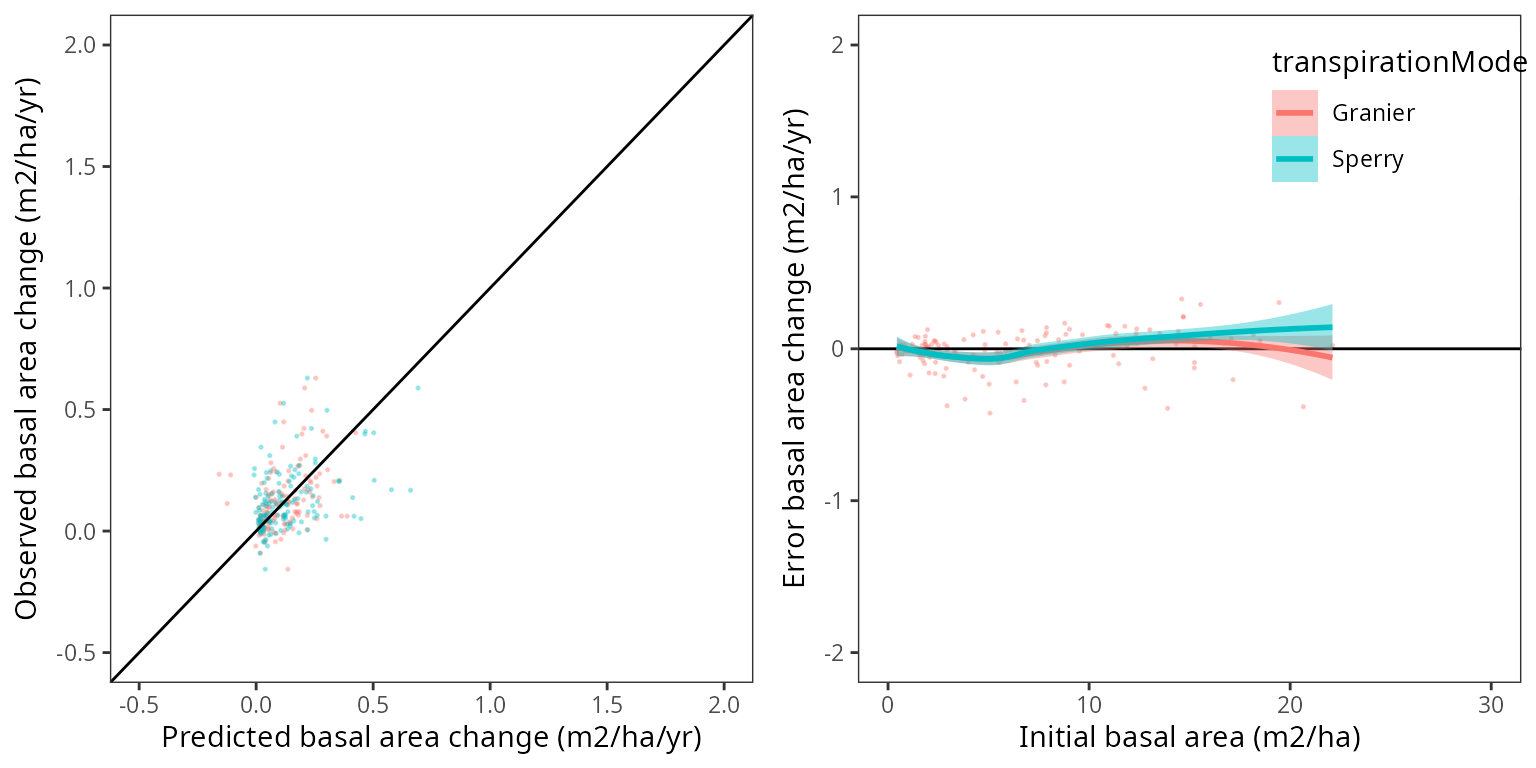 2.0
1.5
1.0
0.5
0.0
-0.5
Observed basal area change (m2/ha/yr)
-0.5 0.0 0.5 1.0 1.5 2.0
Predicted basal area change (m2/ha/yr)
2
1
0
-1
-2
Error basal area change (m2/ha/yr)
transpirationMode
Granier
Sperry
0 10 20 30
Initial basal area (m2/ha)